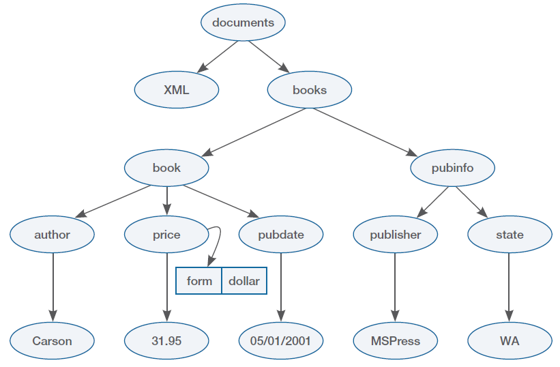 documents
XML
books
book
pubinfo
author
price
pubdate
publisher
state
form
dollar
Carson
31.95
05/01/2001
MSPress
WA